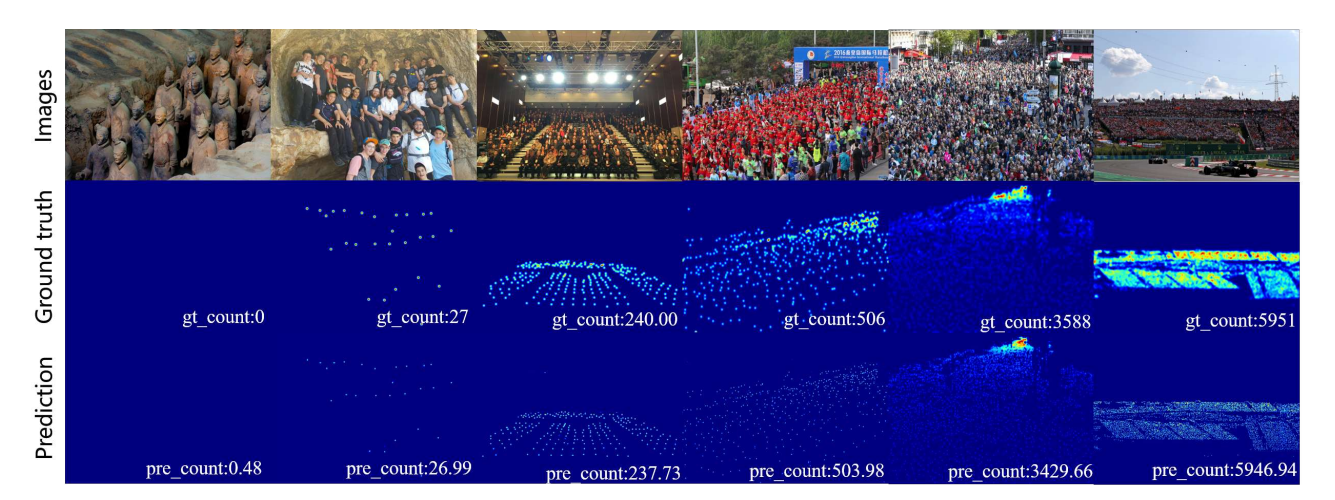 Images
Ground truth
gt_count:0
gt_count:27
gt_count:240.00
gt_count:506
gt_count:3588
gt_count:5951
Prediction
pre_count:0.48
pre_count:26.99
pre_count:237.73
pre_count:503.98
pre_count:3429.66
pre_count:5946.94